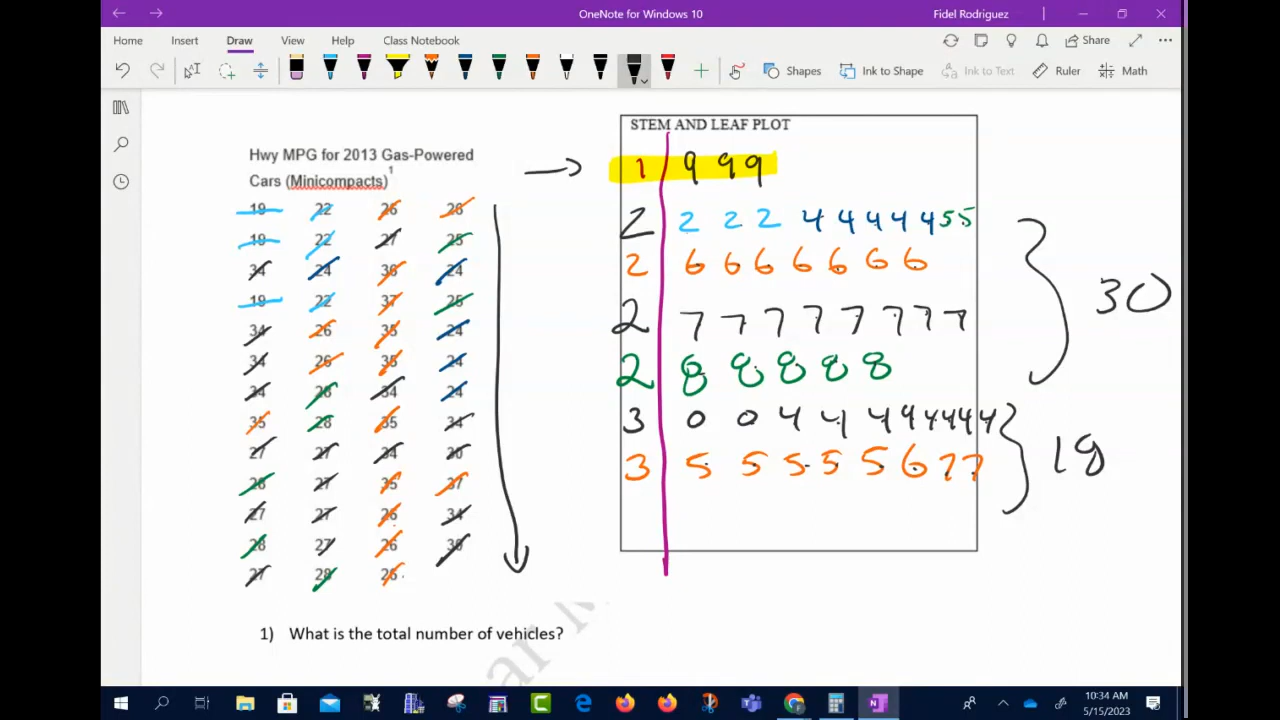 OneNote for Windows 10
Fidel Rodriguez
Home Insert Draw View Help Class Notebook
Share
Shapes Ink to Shape Ink to Text Ruler Math
STEM AND LEAF PLOT
Hwy MPG for 2013 Gas-Powered
Cars (Minicompacts)1
1 9 9 9
19 22 26 26
2 2 2 2 4 4 4 4 4 5 5
19 22 27 25
2 6 6 6 6 6 6 6
34 24 36 24
30
19 22 37 25
2 7 7 7 7 7 7 7 7
34 26 35 24
34 26 35 24
2 8 8 8 8 8
34 28 34 24
35 28 35 34
3 0 0 4 4 4 4 4 4 4 4
27 27 34 30
18
3 5 5 5 5 5 6 7 7
28 27 35 37
27 27 26 34
28 27 26 30
27 28 26
1) What is the total number of vehicles?
ar M
10:34 AM
5/15/2023